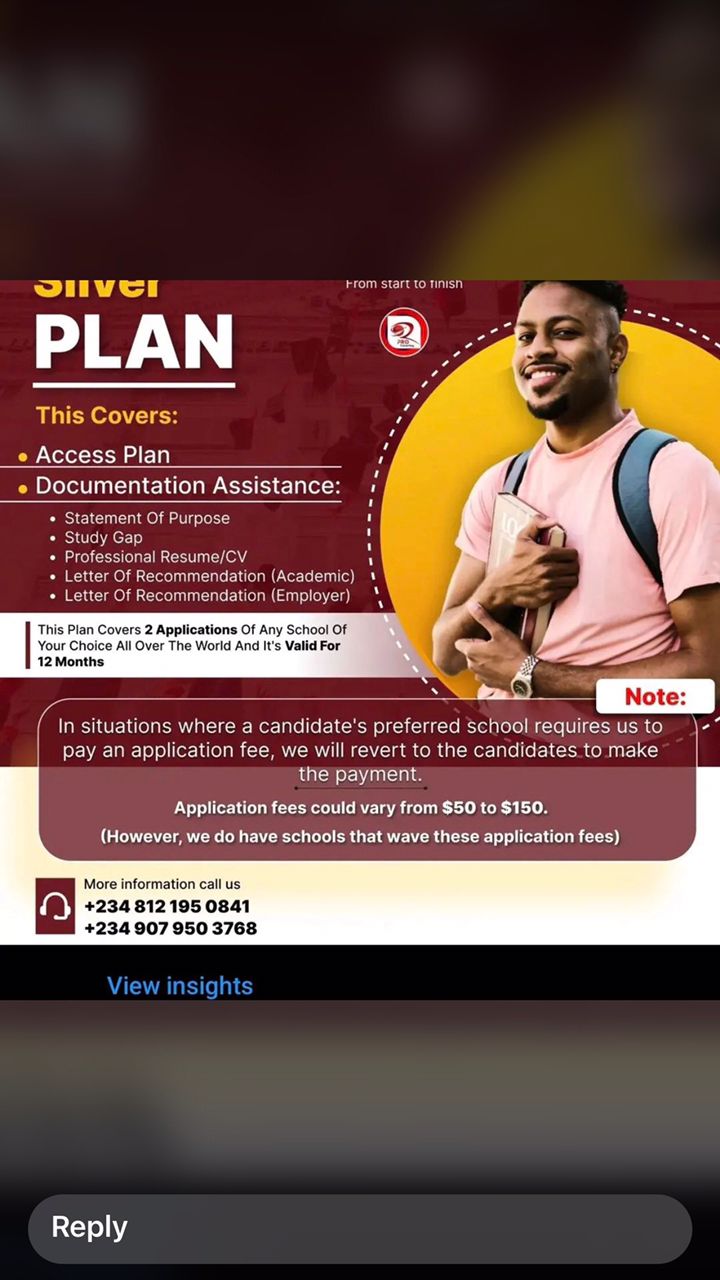 Silver
From start to finish
PLAN
PRO
This Covers:
Access Plan
Documentation Assistance:
Statement Of Purpose
Study Gap
Professional Resume/CV
Letter Of Recommendation (Academic)
Letter Of Recommendation (Employer)
This Plan Covers 2 Applications Of Any School Of
Your Choice All Over The World And It's Valid For
12 Months
Note:
In situations where a candidate's preferred school requires us to
pay an application fee, we will revert to the candidates to make
the payment.
Application fees could vary from $50 to $150.
(However, we do have schools that wave these application fees)
More information call us
+234 812 195 0841
+234 907 950 3768
View insights
Reply